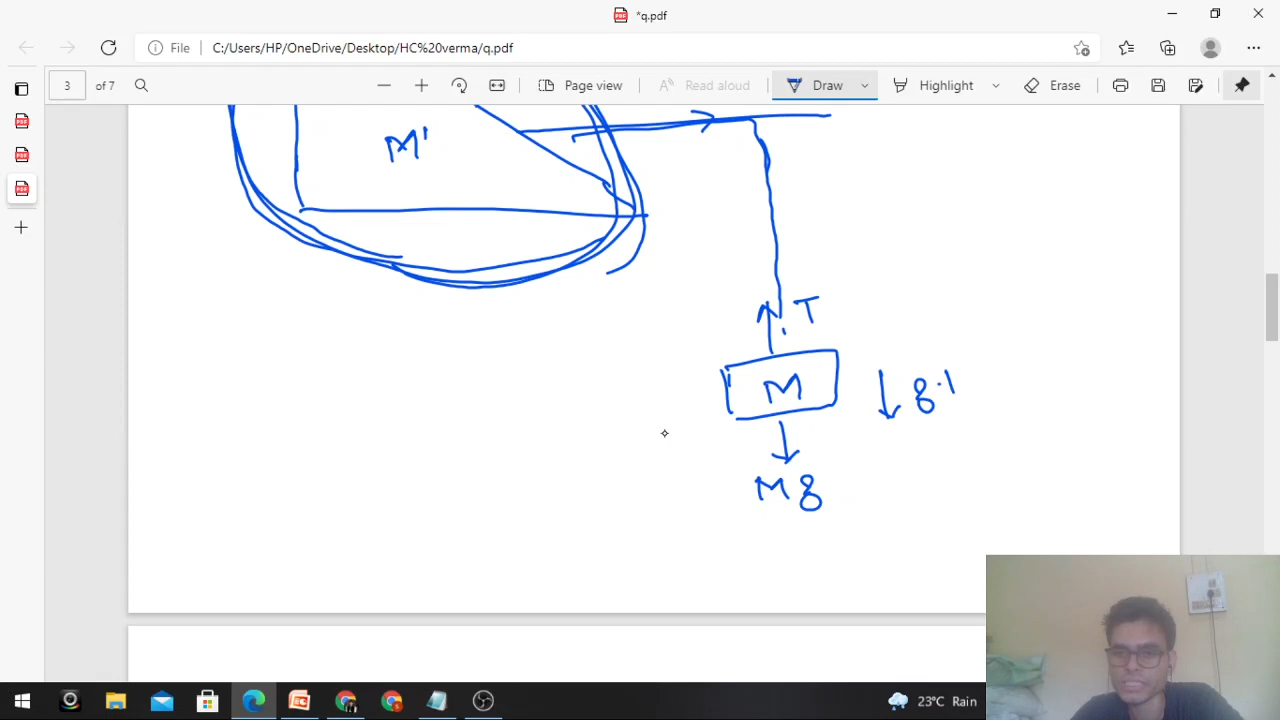 *q.pdf
File C:/Users/HP/OneDrive/Desktop/HC%20verma/q.pdf
3 of 7 Page view Read aloud Draw Highlight Erase
M'
T
M
Mg
23°C Rain